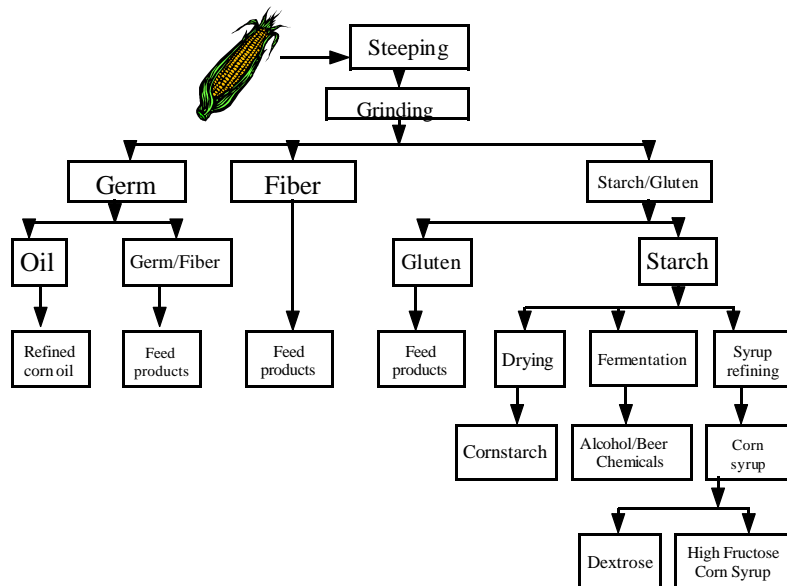 Steeping
Grinding
Germ
Fiber
Starch/Gluten
Oil
Germ/Fiber
Gluten
Starch
Refined
corn oil
Feed
products
Feed
products
Feed
products
Drying
Fermentation
Syrup
refining
Cornstarch
Alcohol/Beer
Chemicals
Corn
syrup
Dextrose
High Fructose
Corn Syrup